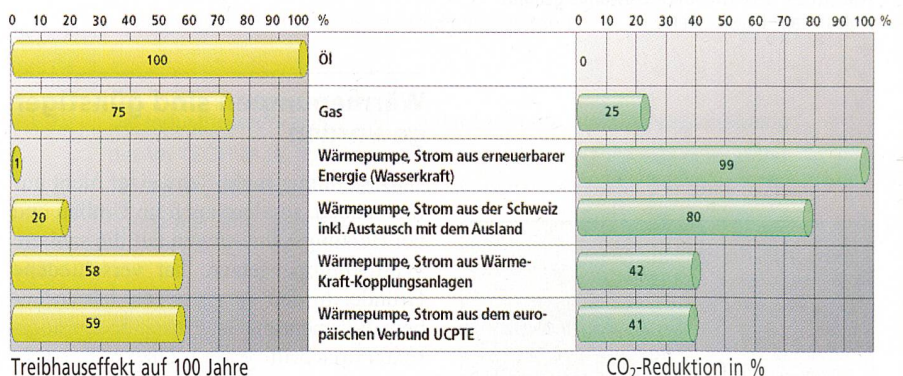 0 10 20 30 40 50 60 70 80 100 %
0 10 20 30 40 50 60 70 80 100 %
100 Öl 0
75 Gas 25
1 Wärmepumpe, Strom aus erneuerbarer
Energie (Wasserkraft) 99
20 Wärmepumpe, Strom aus der Schweiz
inkl. Austausch mit dem Ausland 80
58 Wärmepumpe, Strom aus Wärme-
Kraft-Kopplungsanlagen 42
59 Wärmepumpe, Strom aus dem euro-
päischen Verbund UCPTE 41
Treibhauseffekt auf 100 Jahre
CO₂-Reduktion in %